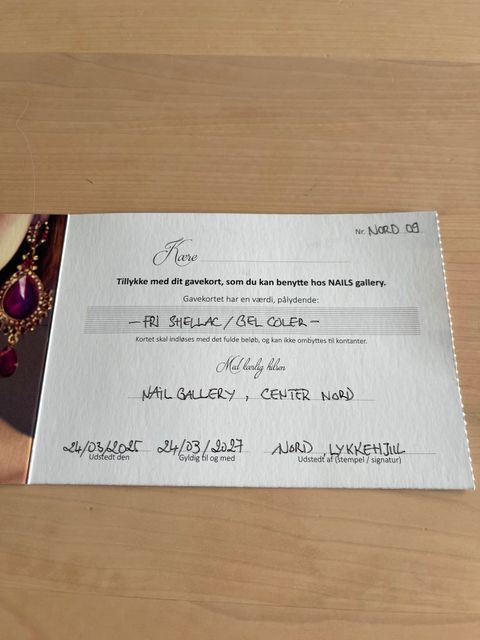 Nr. NORD 09
Kære
Tillykke med dit gavekort, som du kan benytte hos NAILS gallery.
Gavekortet har en værdi, pålydende:
- FRI SHELLAC / GEL COLER -
Kortet skal indløses med det fulde beløb, og kan ikke ombyttes til kontanter.
Med kærlig hilsen
NAIL GALLERY, CENTER NORD
24/03/2025 24/03/2027 NORD, LYKKEHJUL
Udstedt den Gyldig til og med Udstedt af (stempel / signatur)